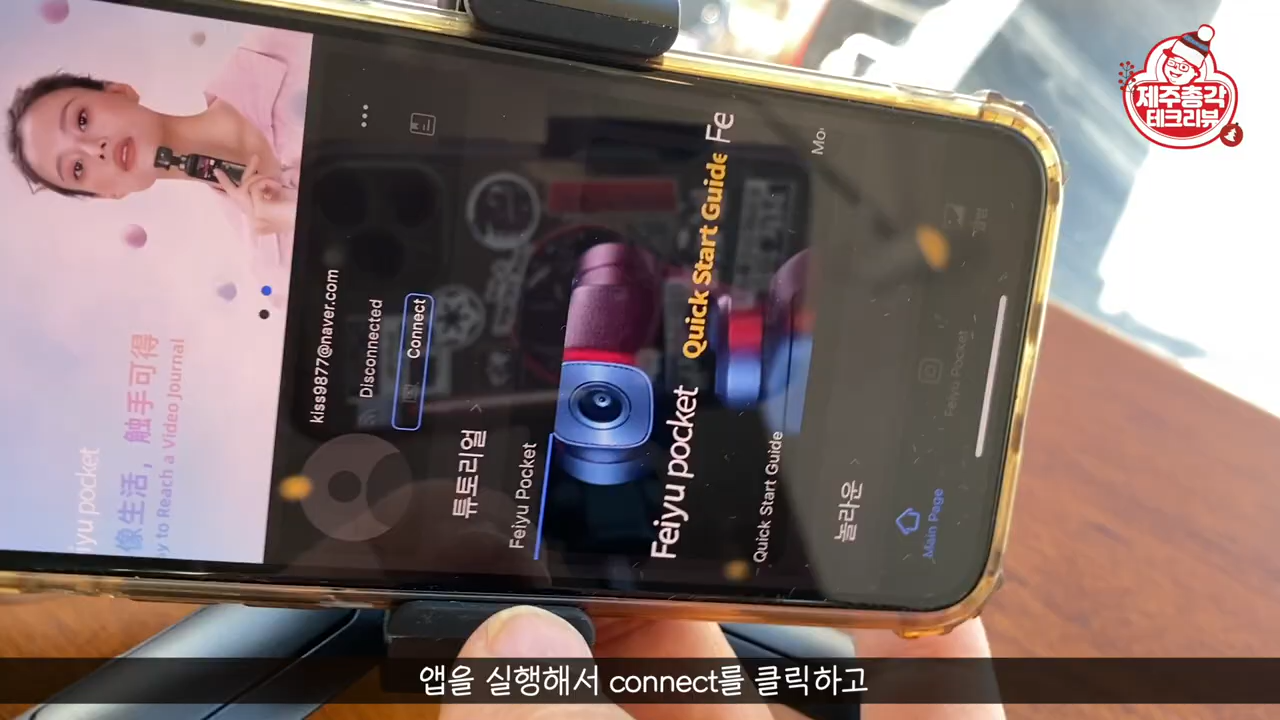 제주총각
테크리뷰
iyu pocket
像生活，触手可得
y to Reach a Video Journal
kiss9877@naver.com
Disconnected
Connect
튜토리얼 >
Feiyu Pocket
Feiyu pocket Quick Start Guide Fe
Quick Start Guide
놀라운 >
Mo
Main Page
Feiyu Pocket
앱을 실행해서 connect를 클릭하고